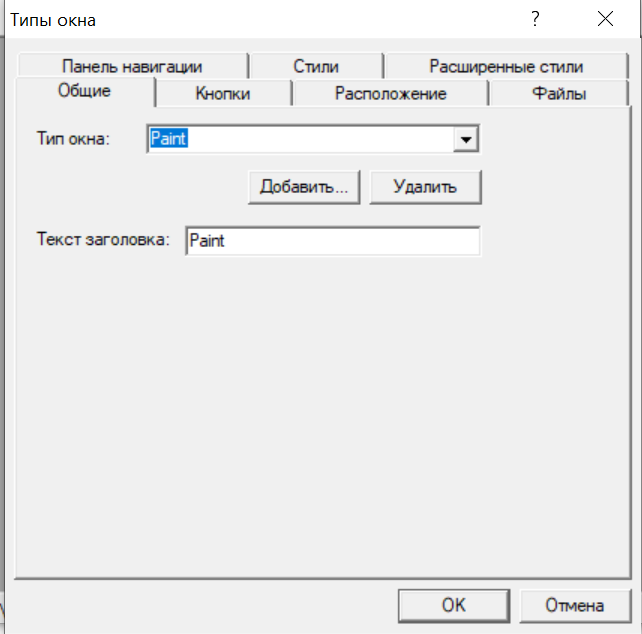 Типы окна
Панель навигации Стили Расширенные стили
Общие Кнопки Расположение Файлы
Тип окна: Paint
Добавить... Удалить
Текст заголовка: Paint
OK Отмена